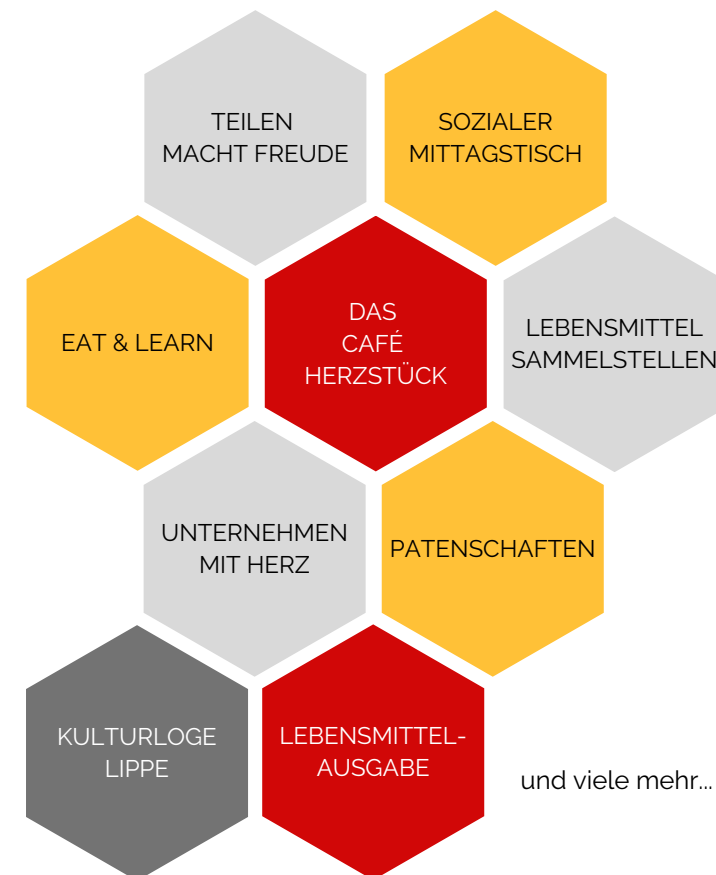 TEILEN
MACHT FREUDE
SOZIALER
MITTAGSTISCH
EAT & LEARN
DAS
CAFÉ
HERZSTÜCK
LEBENSMITTEL
SAMMELSTELLEN
UNTERNEHMEN
MIT HERZ
PATENSCHAFTEN
KULTURLOGE
LIPPE
LEBENSMITTEL-
AUSGABE
und viele mehr...